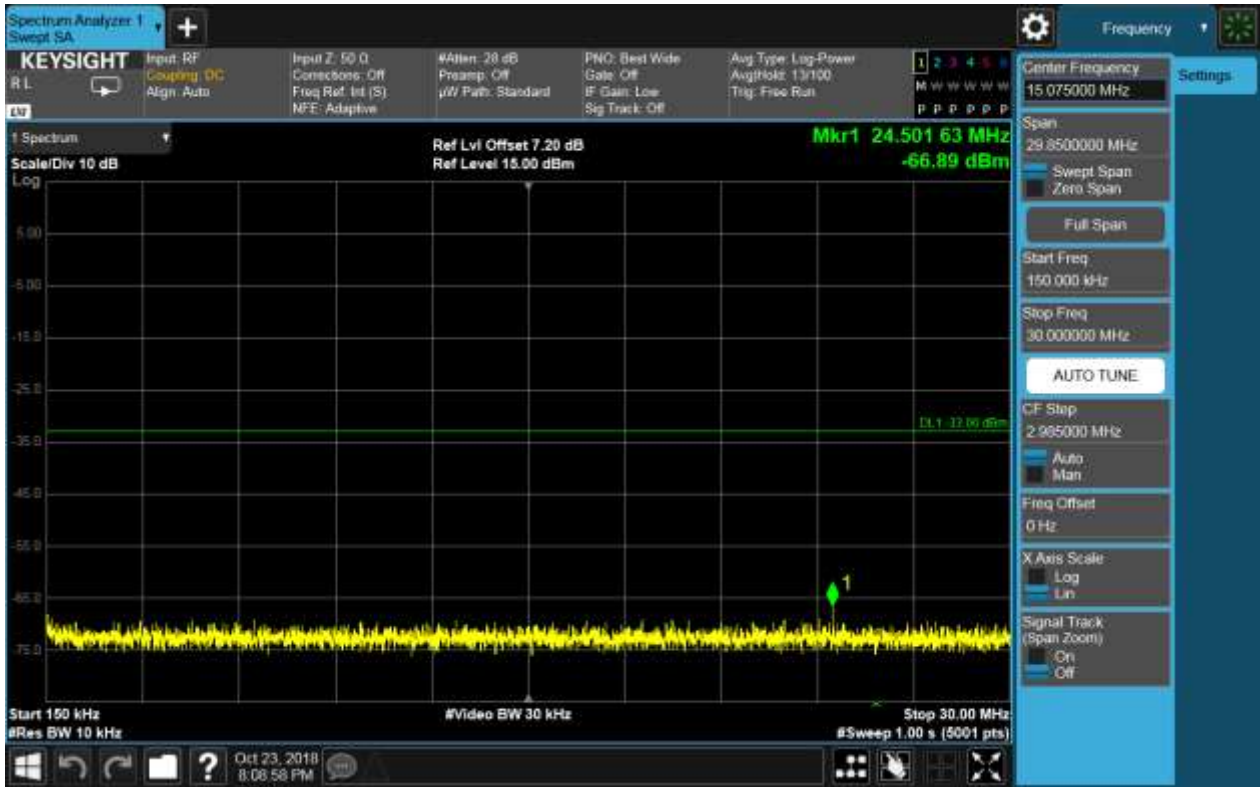 Spectrum Analyzer 1
Swept SA
Frequency
KEYSIGHT
R L
Input: RF
Coupling: DC
Align: Auto
Input Z: 50 Ω
Corrections: Off
Freq Ref: Int (S)
NFE: Adaptive
#Atten: 28 dB
Preamp: Off
µW Path: Standard
PNO: Best Wide
Gate: Off
IF Gain: Low
Sig Track: Off
Avg Type: Log-Power
Avg|Hold: 13/100
Trig: Free Run
1 2 3 4 5 6
M W W W W W
P P P P P P
1 Spectrum
Scale/Div 10 dB
Log
Ref Lvl Offset 7.20 dB
Ref Level 15.00 dBm
Mkr1 24.501 63 MHz
-66.89 dBm
5.00
-5.00
-15.0
-25.0
DL1 -33.00 dBm
-35.0
-45.0
-55.0
1
-65.0
-75.0
Start 150 kHz
#Res BW 10 kHz
#Video BW 30 kHz
Stop 30.00 MHz
#Sweep 1.00 s (5001 pts)
?
Oct 23, 2018
8:08:58 PM
Center Frequency
15.075000 MHz
Settings
Span
29.8500000 MHz
Swept Span
Zero Span
Full Span
Start Freq
150.000 kHz
Stop Freq
30.000000 MHz
AUTO TUNE
CF Step
2.985000 MHz
Auto
Man
Freq Offset
0 Hz
X Axis Scale
Log
Lin
Signal Track
(Span Zoom)
On
Off